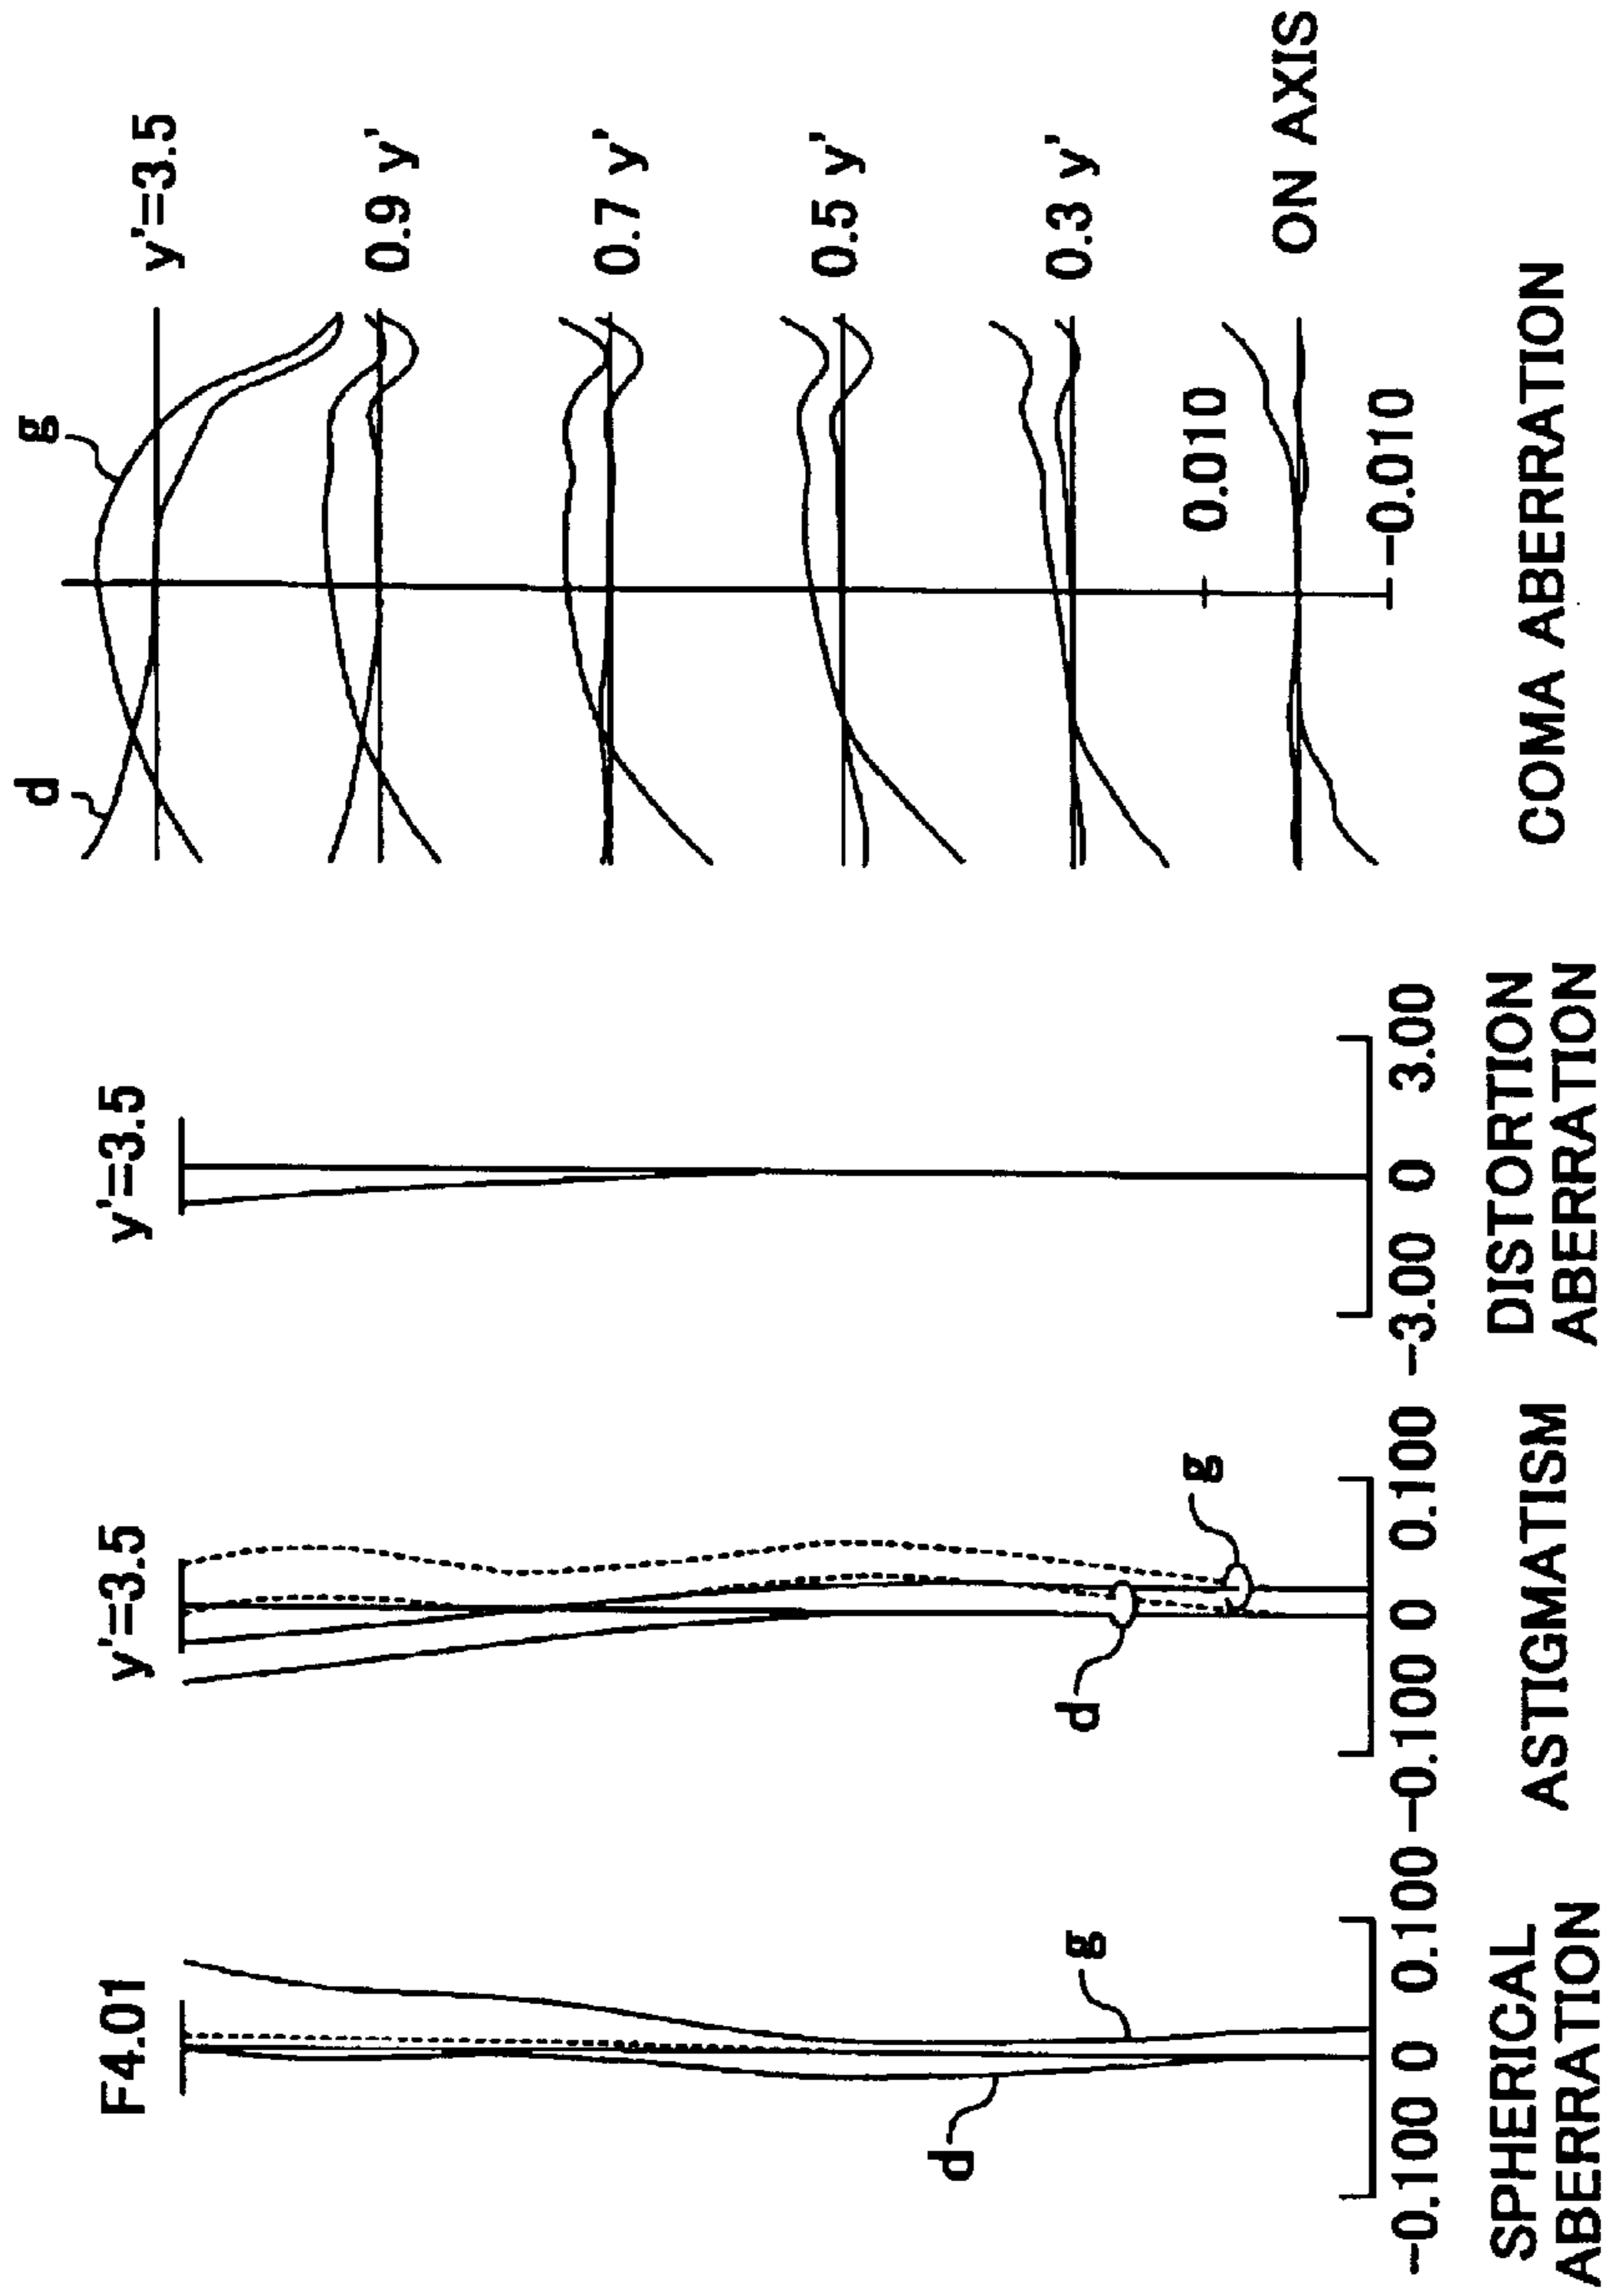 F4.01
g
d
-0.100 0 0.100
SPHERICAL
ABERRATION
y'=3.5
g
d
-0.100 0 0.100
ASTIGMATISM
y'=3.5
-3.00 0 3.00
DISTORTION
ABERRATION
d
g
y'=3.5
0.9 y'
0.7 y'
0.5 y'
0.3 y'
0.010
ON AXIS
-0.010
COMA ABERRATION